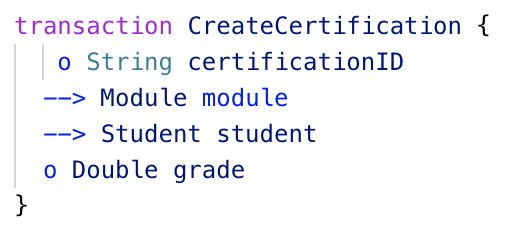 transaction CreateCertification {
o String certificationID
--> Module module
--> Student student
o Double grade
}